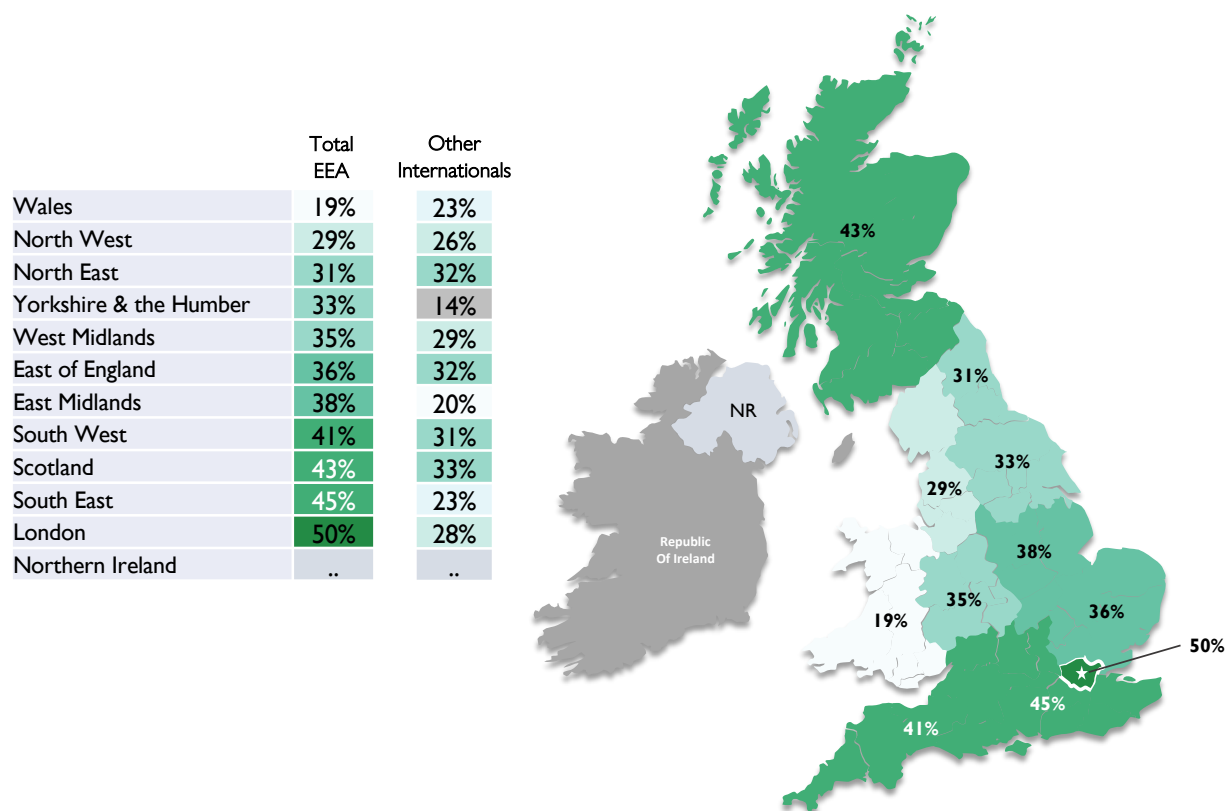 Total
EEA
Other
Internationals
Wales 19% 23%
North West 29% 26%
North East 31% 32%
Yorkshire & the Humber 33% 14%
West Midlands 35% 29%
East of England 36% 32%
East Midlands 38% 20%
South West 41% 31%
Scotland 43% 33%
South East 45% 23%
London 50% 28%
Northern Ireland .. ..
43%
31%
NR
33%
29%
Republic
Of Ireland
38%
35%
36%
19%
50%
45%
41%